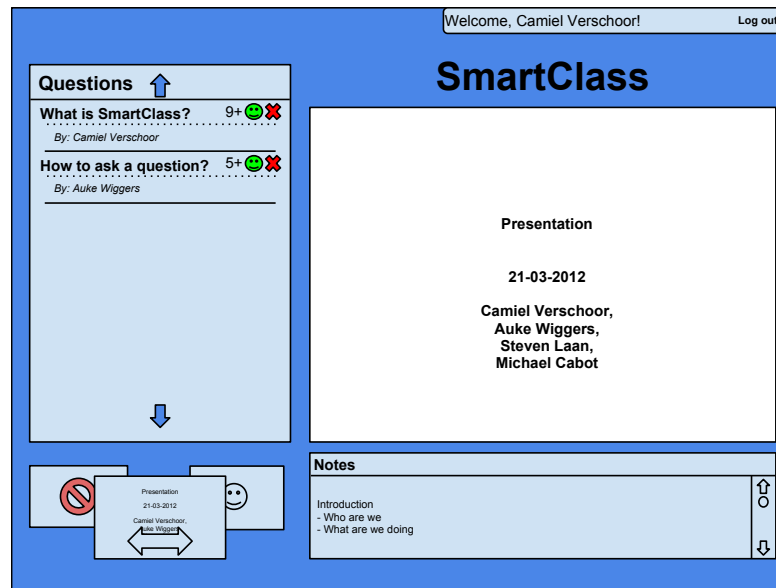 Welcome, Camiel Verschoor!
Log out
SmartClass
Questions
What is SmartClass? 9+
By: Camiel Verschoor
How to ask a question? 5+
By: Auke Wiggers
Presentation
21-03-2012
Camiel Verschoor,
Auke Wiggers,
Steven Laan,
Michael Cabot
Presentation
21-03-2012
Camiel Verschoor,
Auke Wiggers,
Notes
Introduction
- Who are we
- What are we doing